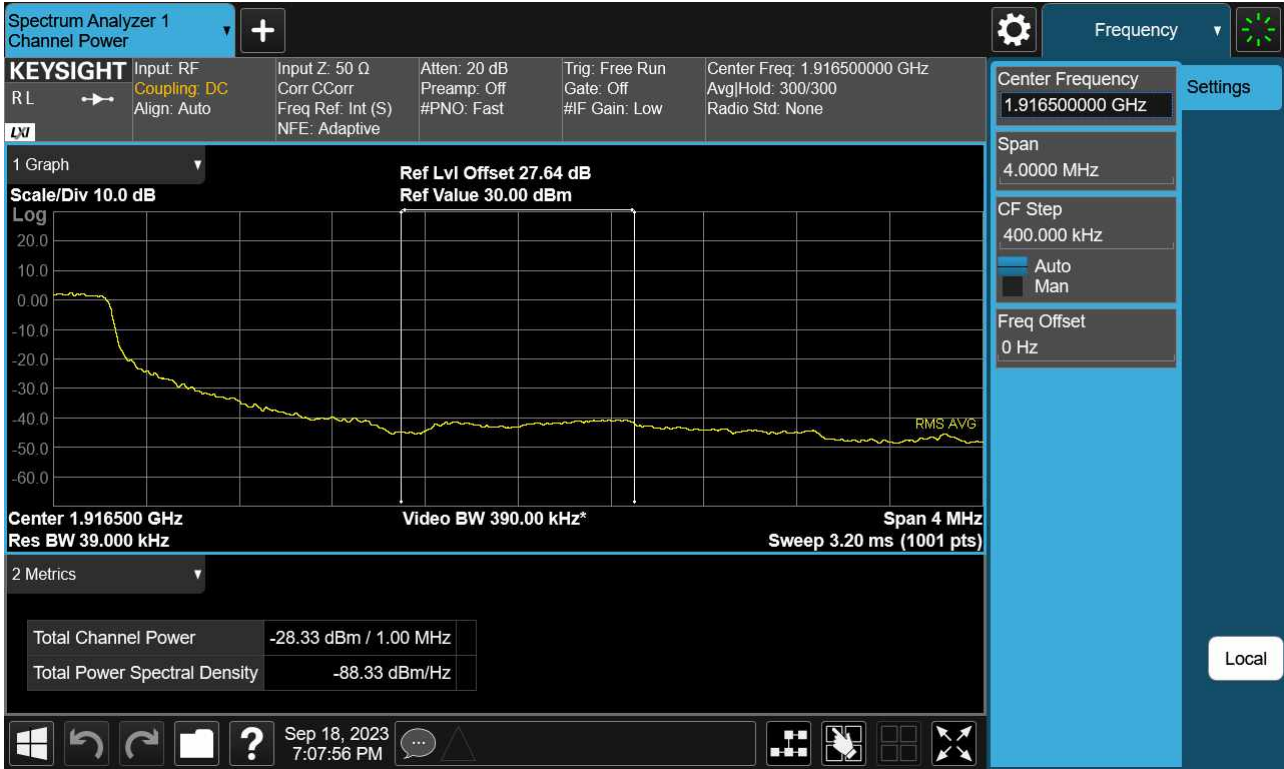 Spectrum Analyzer 1
Channel Power
Frequency
KEYSIGHT
R L
LXI
Input: RF
Coupling: DC
Align: Auto
Input Z: 50 Ω
Corr CCorr
Freq Ref: Int (S)
NFE: Adaptive
Atten: 20 dB
Preamp: Off
#PNO: Fast
Trig: Free Run
Gate: Off
#IF Gain: Low
Center Freq: 1.916500000 GHz
Avg|Hold: 300/300
Radio Std: None
Center Frequency
1.916500000 GHz
Settings
Span
4.0000 MHz
CF Step
400.000 kHz
Auto
Man
Freq Offset
0 Hz
1 Graph
Scale/Div 10.0 dB
Ref Lvl Offset 27.64 dB
Ref Value 30.00 dBm
Log
20.0
10.0
0.00
-10.0
-20.0
-30.0
-40.0
-50.0
-60.0
RMS AVG
Center 1.916500 GHz
Video BW 390.00 kHz*
Span 4 MHz
Res BW 39.000 kHz
Sweep 3.20 ms (1001 pts)
2 Metrics
Total Channel Power -28.33 dBm / 1.00 MHz
Total Power Spectral Density -88.33 dBm/Hz
Local
?
Sep 18, 2023
7:07:56 PM